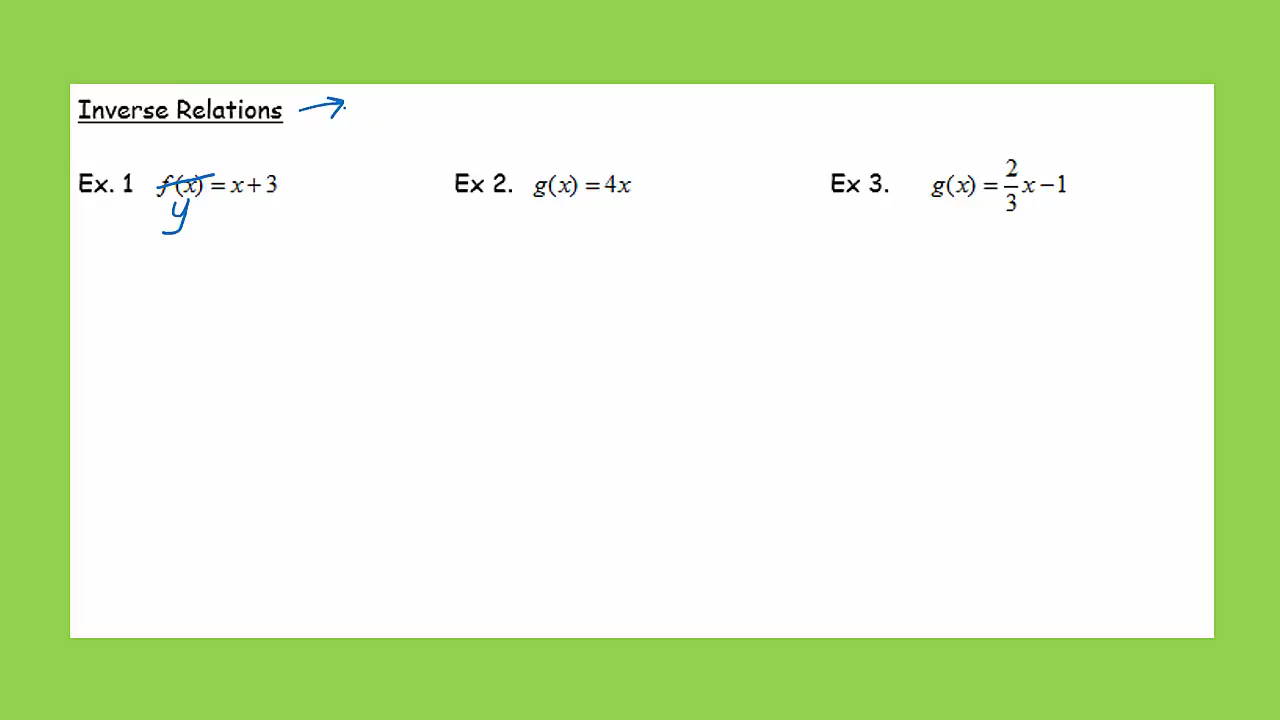 Inverse Relations →
Ex. 1 f(x) = x + 3
y
Ex 2. g(x) = 4x
Ex 3. g(x) = 2/3 x − 1